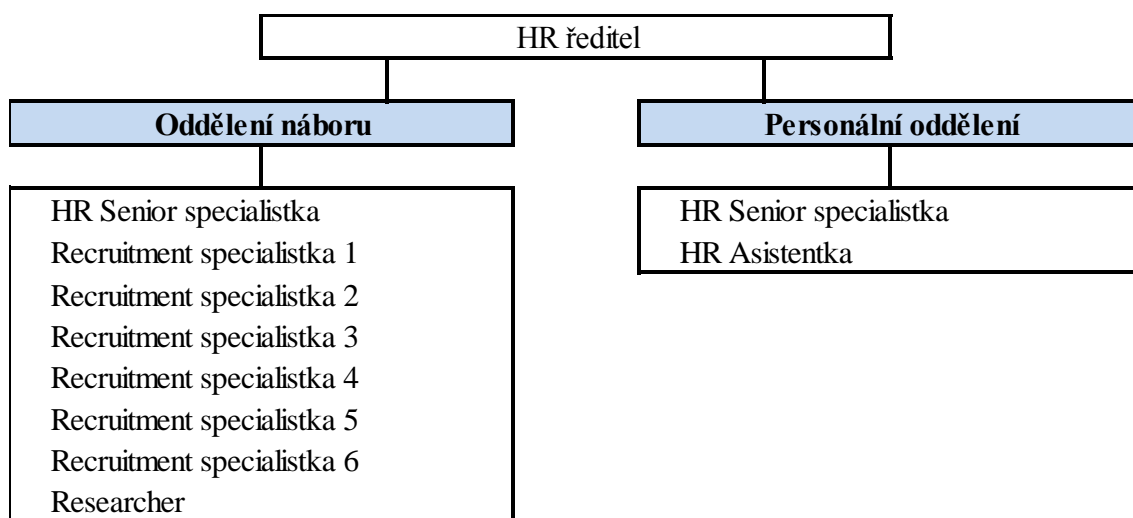 HR ředitel
Oddělení náboru
HR Senior specialistka
Recruitment specialistka 1
Recruitment specialistka 2
Recruitment specialistka 3
Recruitment specialistka 4
Recruitment specialistka 5
Recruitment specialistka 6
Researcher
Personální oddělení
HR Senior specialistka
HR Asistentka